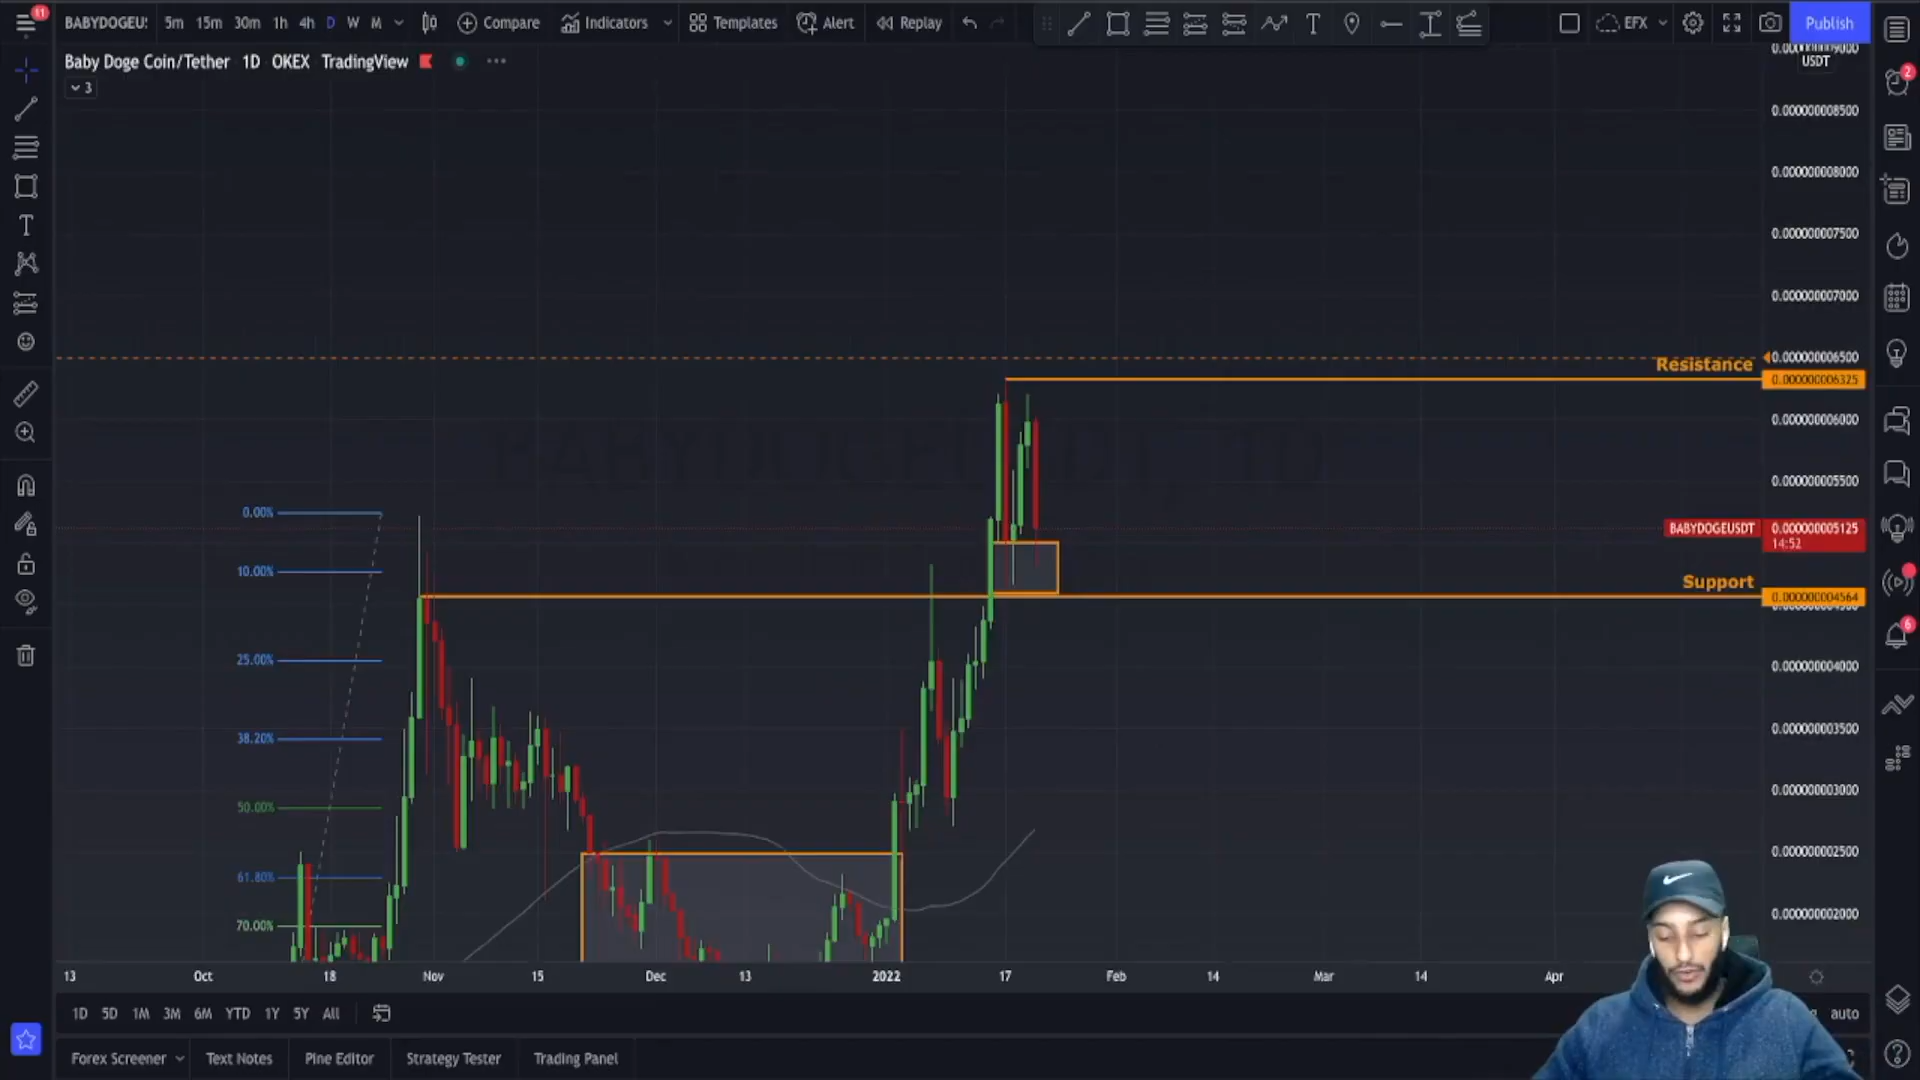 11
BABYDOGEU: 5m 15m 30m 1h 4h D W M Compare Indicators Templates Alert Replay EFX Publish
Baby Doge Coin/Tether 1D OKEX TradingView
3
USDT
2
0.000000008500
0.000000008000
0.000000007500
0.000000007000
0.000000006500
Resistance
0.000000006325
0.000000006000
BABYDOGEUSDT, 1D
0.000000005500
0.00%
BABYDOGEUSDT 0.000000005125
14:52
10.00%
Support
0.000000004564
6
25.00%
0.000000004000
0.000000003500
38.20%
0.000000003000
50.00%
0.000000002500
61.80%
0.000000002000
70.00%
13 Oct 18 Nov 15 Dec 13 2022 17 Feb 14 Mar 14 Apr
1D 5D 1M 3M 6M YTD 1Y 5Y All auto
Forex Screener Text Notes Pine Editor Strategy Tester Trading Panel